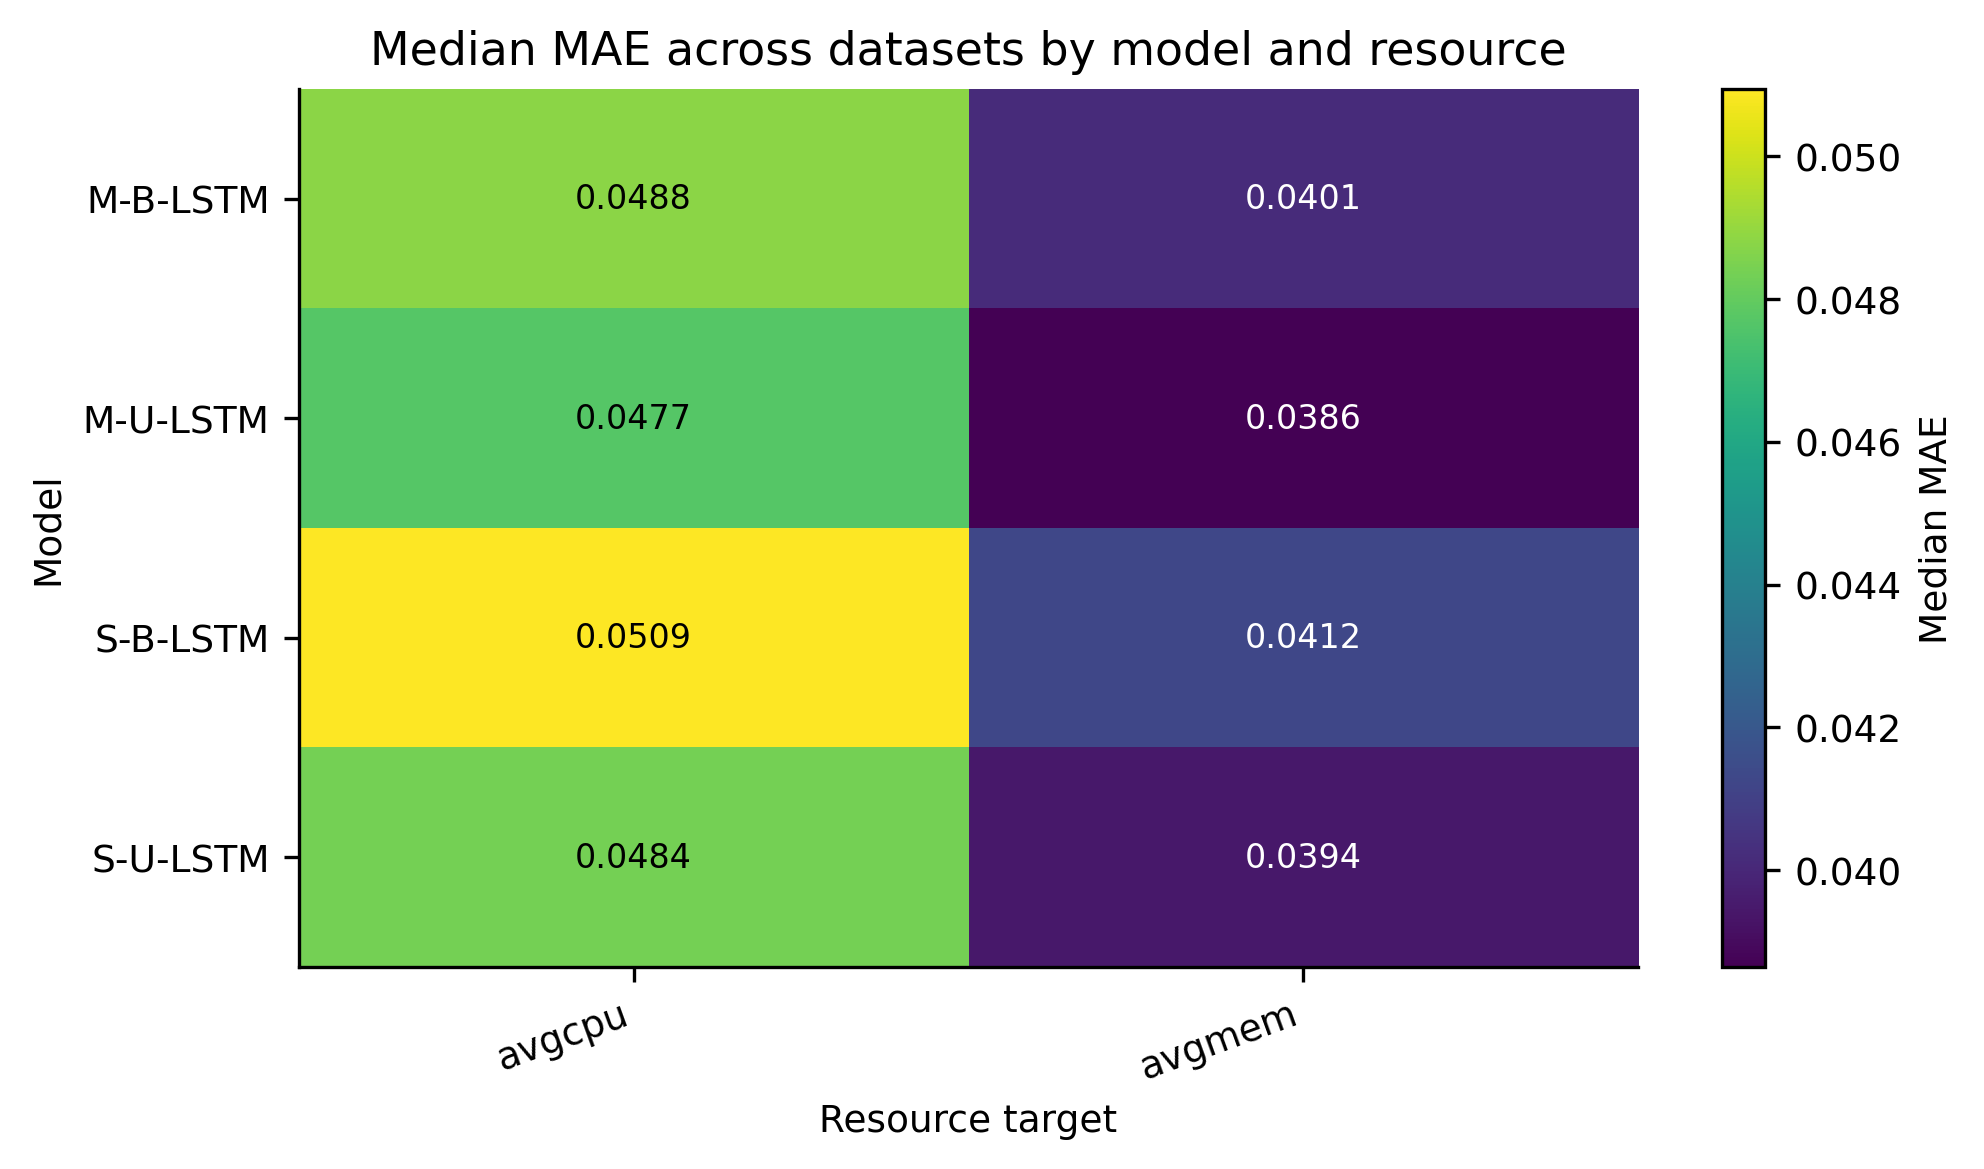 Median MAE across datasets by model and resource
Model
M-B-LSTM
0.0488
0.0401
M-U-LSTM
0.0477
0.0386
S-B-LSTM
0.0509
0.0412
S-U-LSTM
0.0484
0.0394
avgcpu
avgmem
Resource target
0.050
0.048
0.046
0.044
0.042
0.040
Median MAE